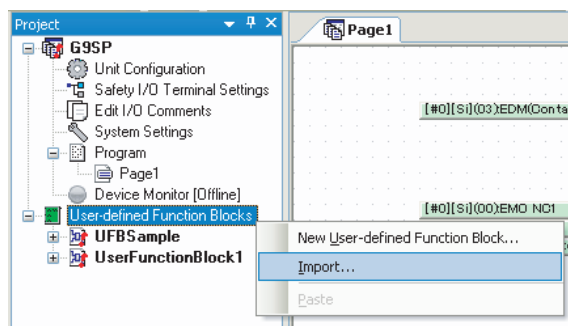 Project
Page1
G9SP
Unit Configuration
Safety I/O Terminal Settings
Edit I/O Comments
[#0][Si](03):EDM(Conta
System Settings
Program
Page1
Device Monitor [Offline]
User-defined Function Blocks
[#0][Si](00):EMO NC1
UFBSample
New User-defined Function Block...
UserFunctionBlock1
Import...
Paste